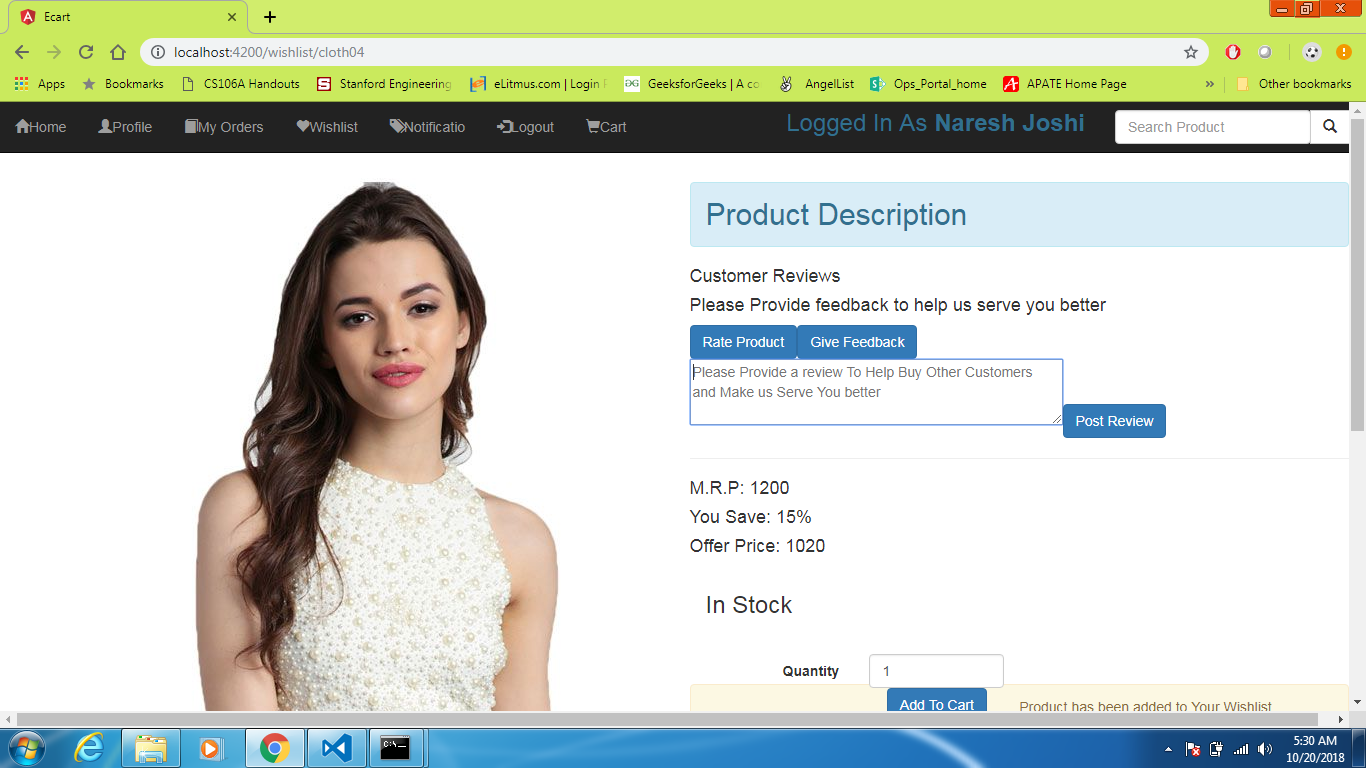 Ecart
localhost:4200/wishlist/cloth04
Apps Bookmarks CS106A Handouts Stanford Engineering eLitmus.com | Login GeeksforGeeks | A co AngelList Ops_Portal_home APATE Home Page » Other bookmarks
Home Profile My Orders Wishlist Notificatio Logout Cart Logged In As Naresh Joshi Search Product
Product Description
Customer Reviews
Please Provide feedback to help us serve you better
Rate Product Give Feedback
Please Provide a review To Help Buy Other Customers
and Make us Serve You better
Post Review
M.R.P: 1200
You Save: 15%
Offer Price: 1020
In Stock
Quantity 1
Add To Cart Product has been added to Your Wishlist
5:30 AM
10/20/2018